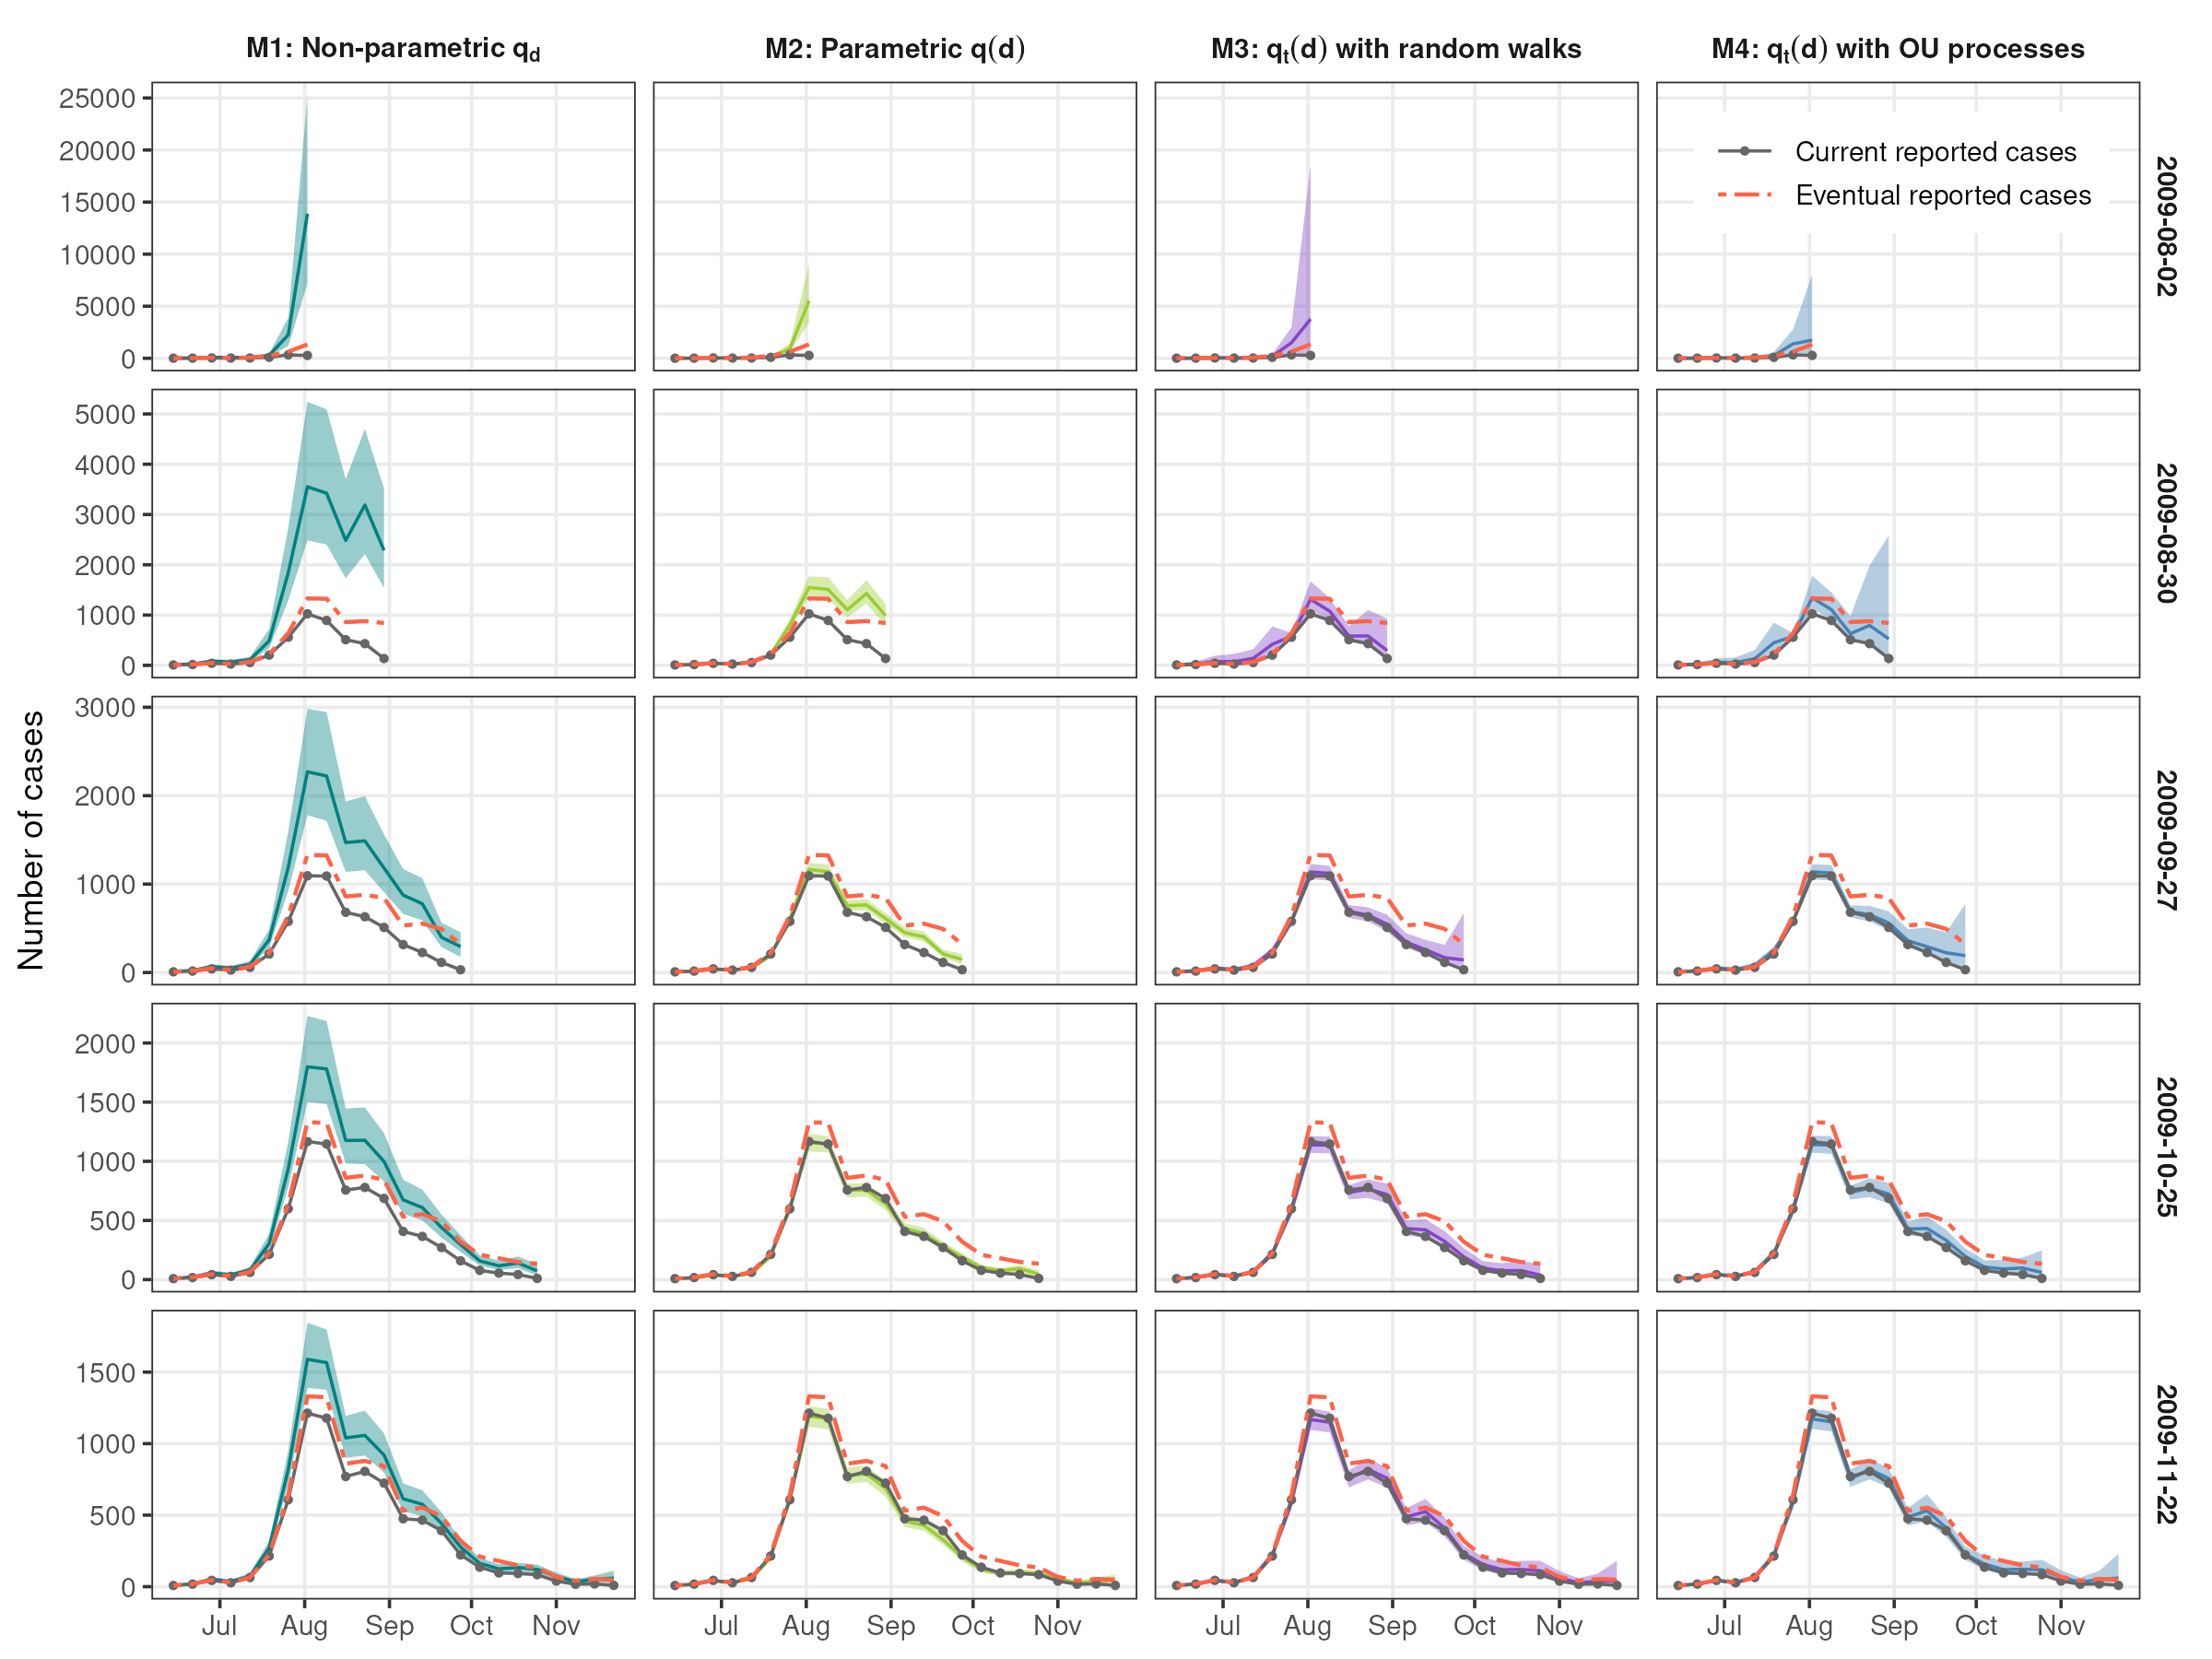 M1: Non-parametric qd
M2: Parametric q(d)
M3: qt(d) with random walks
M4: qt(d) with OU processes
25000
20000
15000
10000
5000
0
Current reported cases
Eventual reported cases
2009-08-02
5000
4000
3000
2000
1000
0
2009-08-30
Number of cases
3000
2000
1000
0
2009-09-27
2000
1500
1000
500
0
2009-10-25
1500
1000
500
0
2009-11-22
Jul Aug Sep Oct Nov
Jul Aug Sep Oct Nov
Jul Aug Sep Oct Nov
Jul Aug Sep Oct Nov